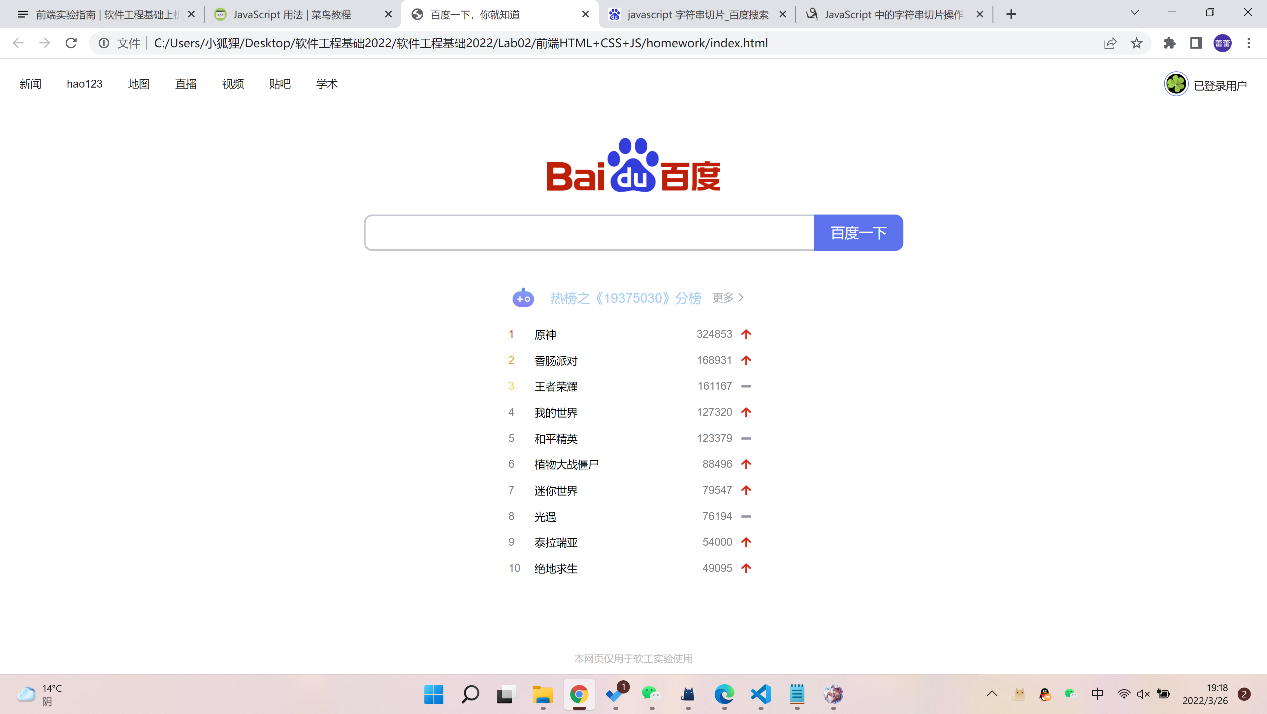 前端实验指南 | 软件工程基础上机
JavaScript 用法 | 菜鸟教程
百度一下，你就知道
javascript 字符串切片_百度搜索
JavaScript 中的字符串切片操作
文件 C:/Users/小狐狸/Desktop/软件工程基础2022/软件工程基础2022/Lab02/前端HTML+CSS+JS/homework/index.html
蕾蕾
新闻 hao123 地图 直播 视频 贴吧 学术
已登录用户
Bai du 百度
百度一下
热榜之《19375030》分榜 更多
1 原神 324853
2 香肠派对 168931
3 王者荣耀 161167
4 我的世界 127320
5 和平精英 123379
6 植物大战僵尸 88496
7 迷你世界 79547
8 光遇 76194
9 泰拉瑞亚 54000
10 绝地求生 49095
本网页仅用于软工实验使用
14°C
阴
1
中
19:18
2022/3/26
2